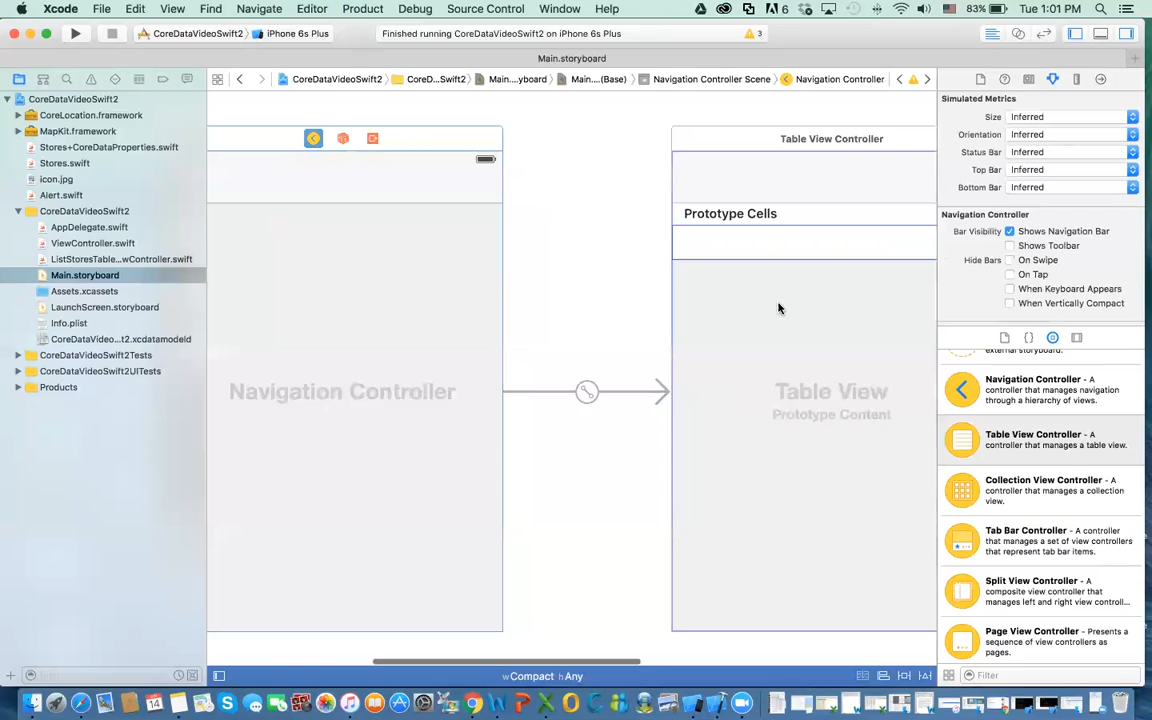 Xcode File Edit View Find Navigate Editor Product Debug Source Control Window Help 6 83% Tue 1:01 PM
CoreDataVideoSwift2 iPhone 6s Plus Finished running CoreDataVideoSwift2 on iPhone 6s Plus 3
Main.storyboard
CoreDataVideoSwift2 CoreD...Swift2 Main....yboard Main....(Base) Navigation Controller Scene Navigation Controller
CoreDataVideoSwift2
CoreLocation.framework
MapKit.framework
Stores+CoreDataProperties.swift
Stores.swift
icon.jpg
Alert.swift
CoreDataVideoSwift2
AppDelegate.swift
ViewController.swift
ListStoresTable...wController.swift
Main.storyboard
Assets.xcassets
LaunchScreen.storyboard
Info.plist
CoreDataVideo...t2.xcdatamodeld
CoreDataVideoSwift2Tests
CoreDataVideoSwift2UITests
Products
Navigation Controller
Table View Controller
Prototype Cells
Table View
Prototype Content
wCompact hAny
Simulated Metrics
Size Inferred
Orientation Inferred
Status Bar Inferred
Top Bar Inferred
Bottom Bar Inferred
Navigation Controller
Bar Visibility Shows Navigation Bar
Shows Toolbar
Hide Bars On Swipe
On Tap
When Keyboard Appears
When Vertically Compact
external storyboard.
Navigation Controller - A
controller that manages navigation
through a hierarchy of views.
Table View Controller - A
controller that manages a table view.
Collection View Controller - A
controller that manages a collection
view.
Tab Bar Controller - A controller
that manages a set of view controllers
that represent tab bar items.
Split View Controller - A
composite view controller that
manages left and right view controll...
Page View Controller - Presents a
sequence of view controllers as
pages.
Filter